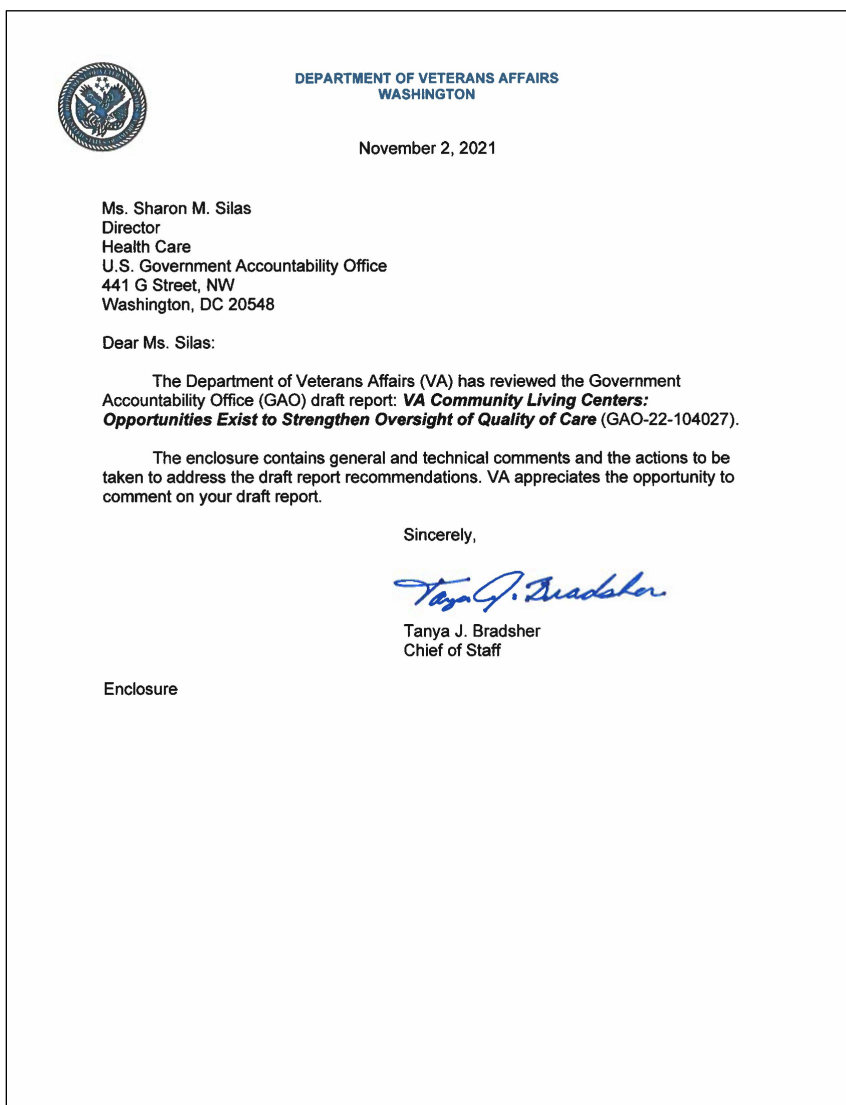 DEPARTMENT OF VETERANS AFFAIRS
WASHINGTON
November 2, 2021
Ms. Sharon M. Silas
Director
Health Care
U.S. Government Accountability Office
441 G Street, NW
Washington, DC 20548
Dear Ms. Silas:
The Department of Veterans Affairs (VA) has reviewed the Government
Accountability Office (GAO) draft report: VA Community Living Centers:
Opportunities Exist to Strengthen Oversight of Quality of Care (GAO-22-104027).
The enclosure contains general and technical comments and the actions to be
taken to address the draft report recommendations. VA appreciates the opportunity to
comment on your draft report.
Sincerely,
Tanya J. Bradsher
Tanya J. Bradsher
Chief of Staff
Enclosure